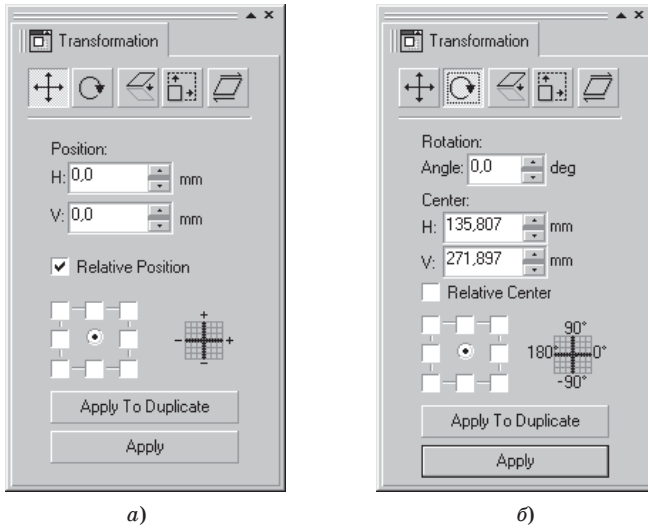 Transformation
Position:
H: 0,0 mm
V: 0,0 mm
Relative Position
+
- +
-
Apply To Duplicate
Apply
а)
Transformation
Rotation:
Angle: 0,0 deg
Center:
H: 135,807 mm
V: 271,897 mm
Relative Center
90°
180° 0°
-90°
Apply To Duplicate
Apply
б)